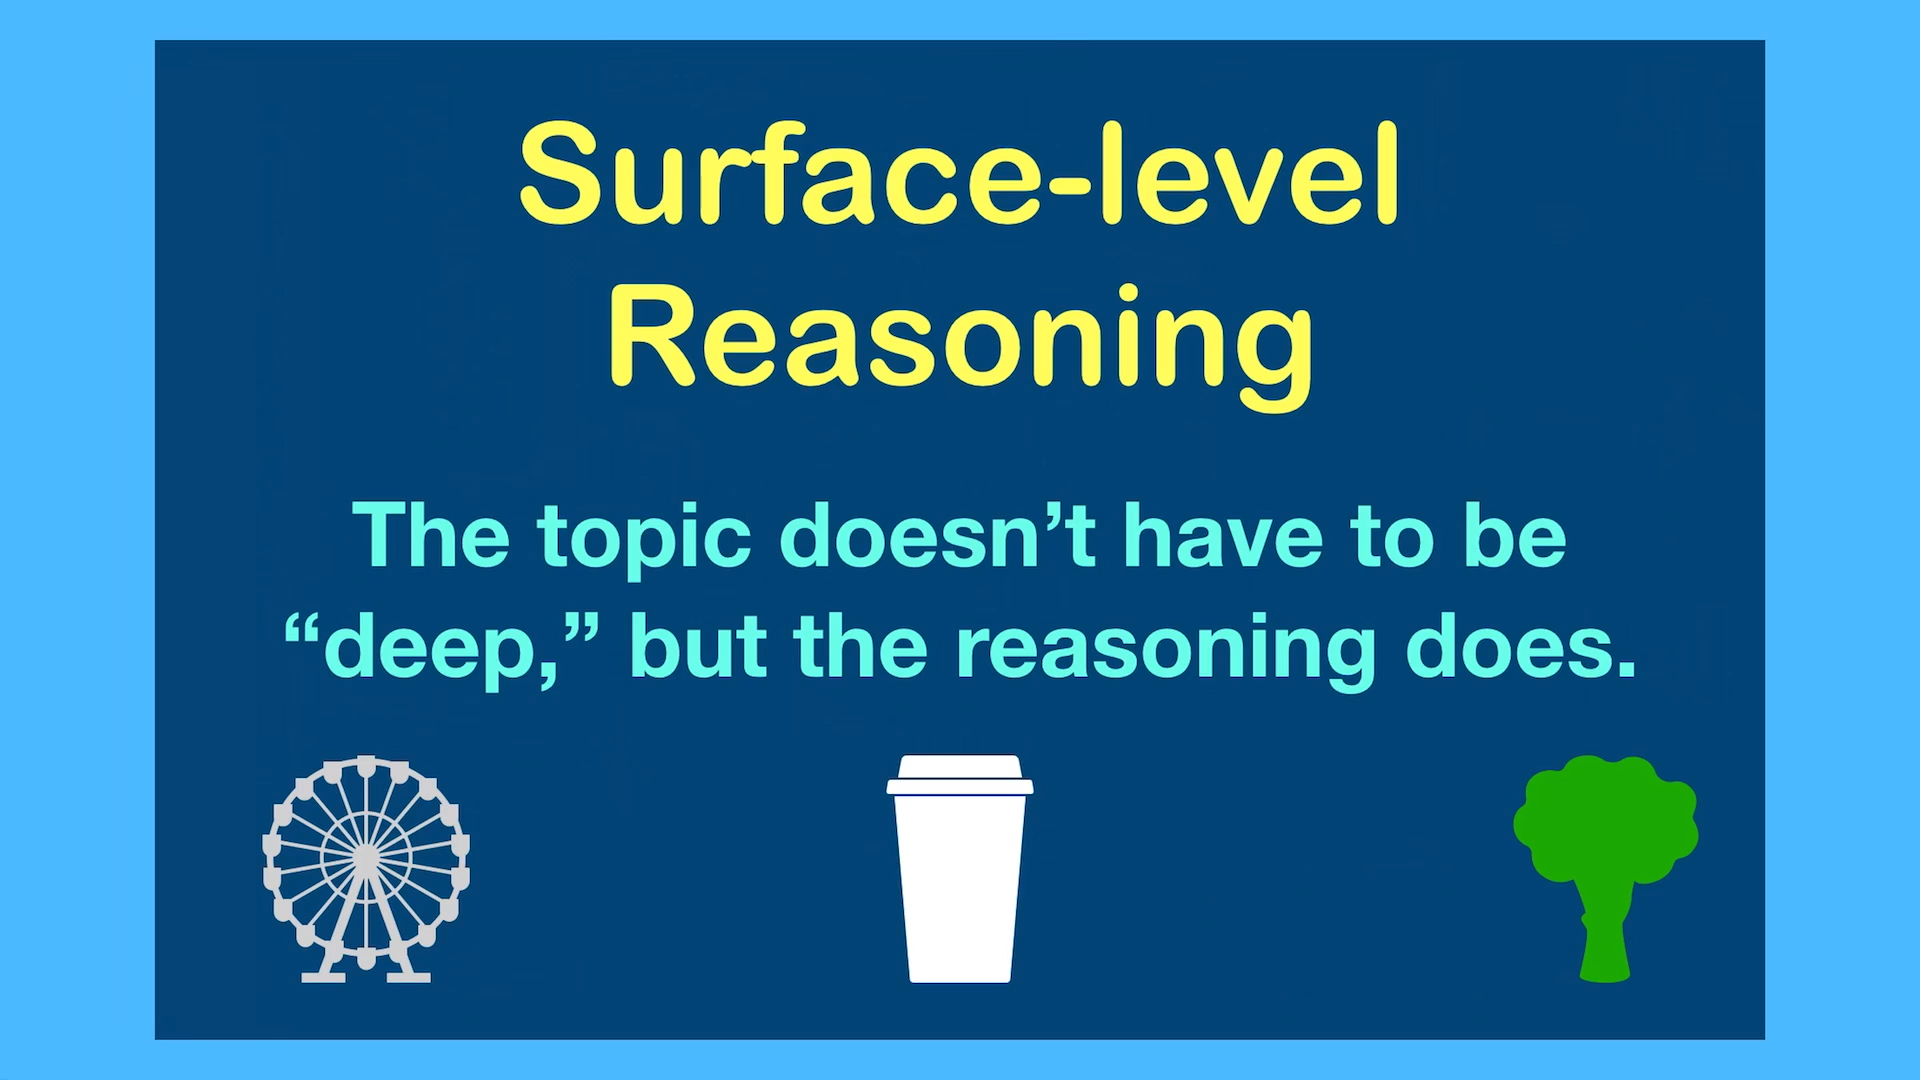 Surface-level
Reasoning
The topic doesn’t have to be
“deep,” but the reasoning does.